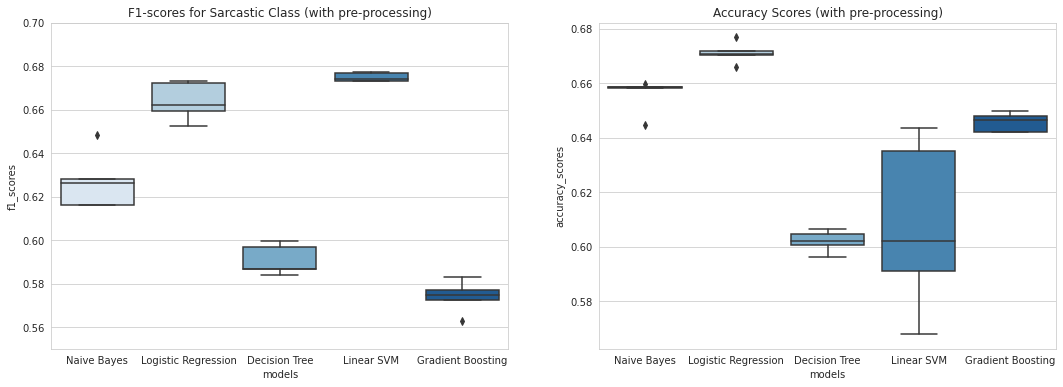 F1-scores for Sarcastic Class (with pre-processing)
0.70
0.68
0.66
0.64
0.62
0.60
0.58
0.56
f1_scores
Naive Bayes Logistic Regression Decision Tree Linear SVM Gradient Boosting
models
Accuracy Scores (with pre-processing)
0.68
0.66
0.64
0.62
0.60
0.58
accuracy_scores
Naive Bayes Logistic Regression Decision Tree Linear SVM Gradient Boosting
models